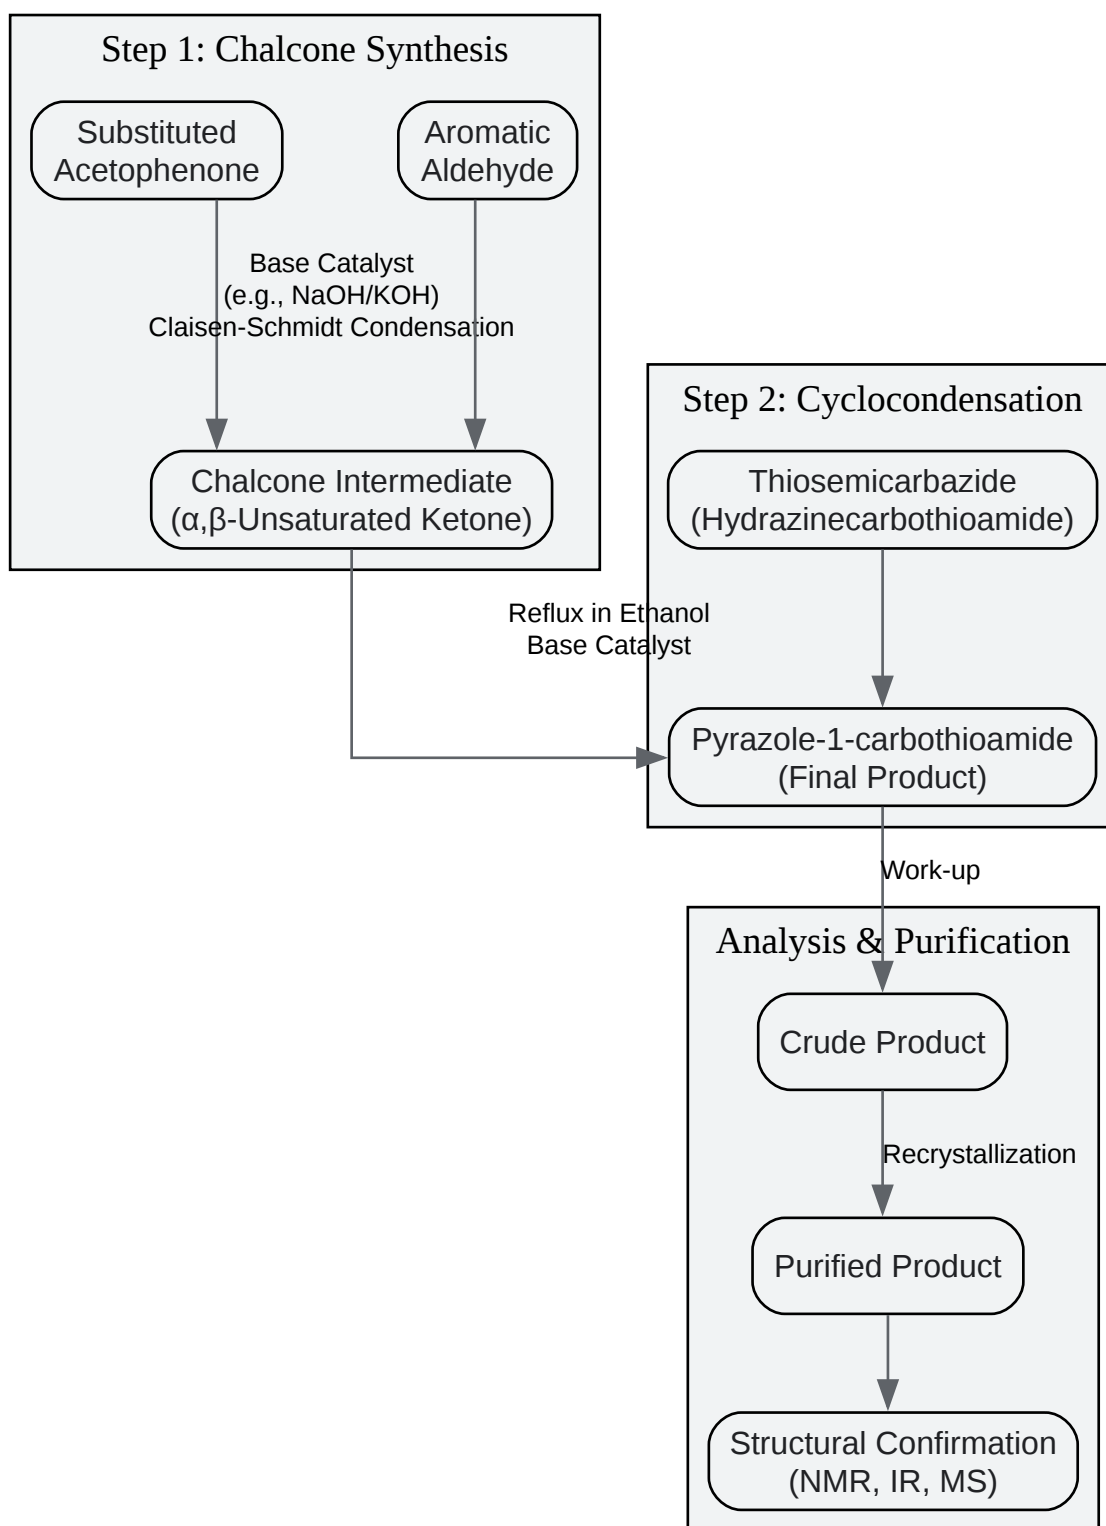 Step 1: Chalcone Synthesis
Substituted
Acetophenone
Aromatic
Aldehyde
Base Catalyst
(e.g., NaOH/KOH)
Claisen-Schmidt Condensation
Chalcone Intermediate
(α,β-Unsaturated Ketone)
Step 2: Cyclocondensation
Thiosemicarbazide
(Hydrazinecarbothioamide)
Reflux in Ethanol
Base Catalyst
Pyrazole-1-carbothioamide
(Final Product)
Work-up
Analysis & Purification
Crude Product
Recrystallization
Purified Product
Structural Confirmation
(NMR, IR, MS)